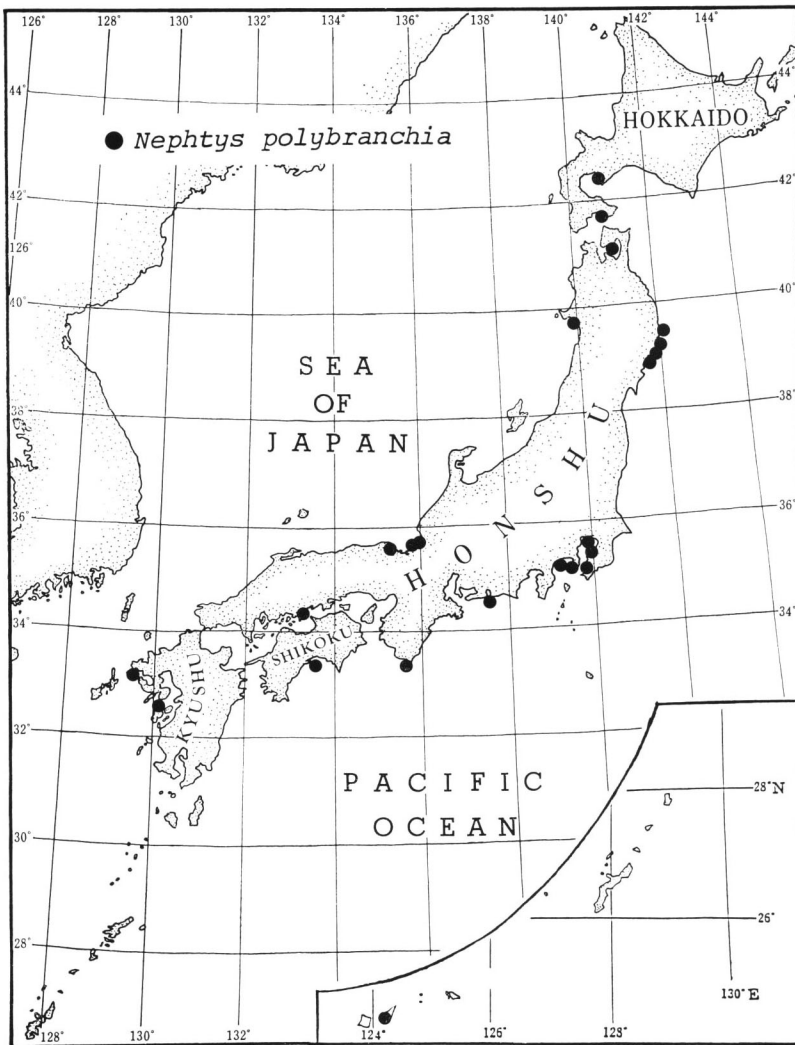 126° 128° 130° 132° 134° 136° 138° 140° 142° 144°
44° 44°
HOKKAIDO
● Nephtys polybranchia
42° 42°
126°
40° 40°
SEA
OF
JAPAN
38° 38°
HONSHU
36° 36°
34° 34°
SHIKOKU
KYUSHU
32°
PACIFIC
OCEAN
28°N
30°
26°
28°
130°E
128° 130° 132° 124° 126° 128°